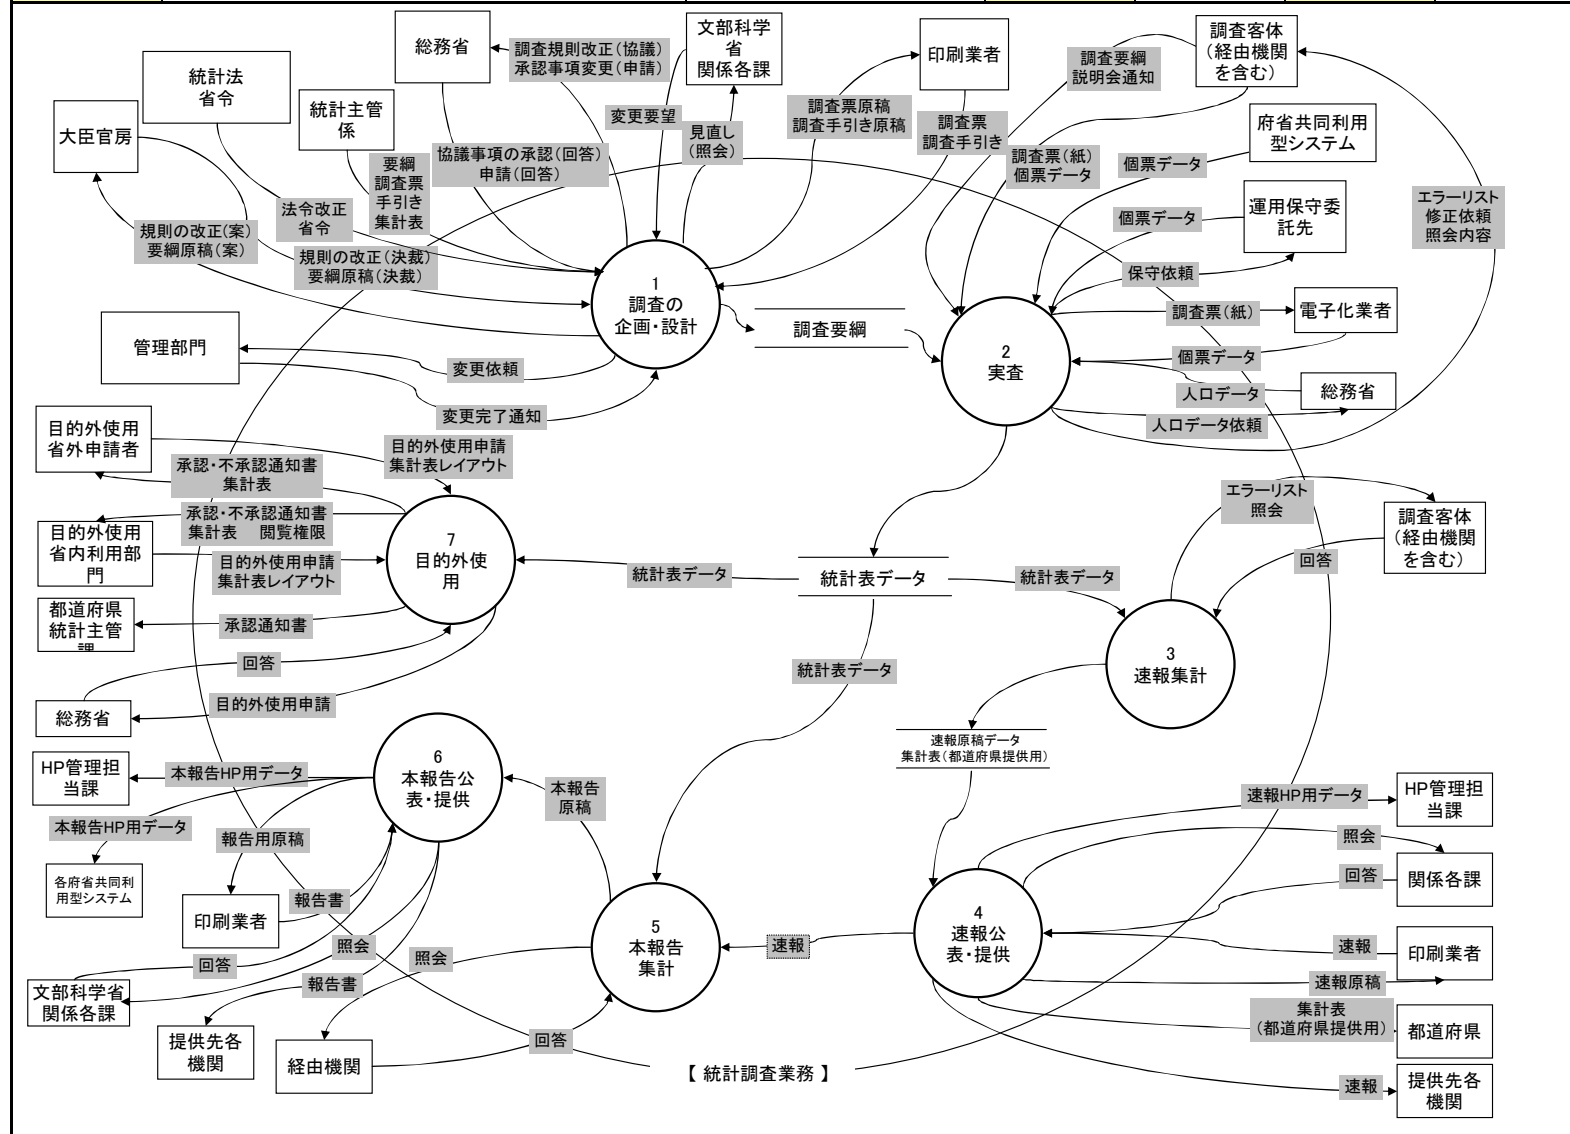 総務省
調査規則改正（協議）
承認事項変更（申請）
文部科学
省
関係各課
印刷業者
調査要綱
説明会通知
調査客体
（経由機関
を含む）
統計法
省令
統計主管
係
大臣官房
変更要望
見直し
（照会）
調査票原稿
調査手引き原稿
調査票
調査手引き
府省共同利用
型システム
協議事項の承認（回答）
申請（回答）
要綱
調査票
手引き
集計表
調査票（紙）
個票データ
個票データ
エラーリスト
修正依頼
照会内容
法令改正
省令
規則の改正（案）
要綱原稿（案）
規則の改正（決裁）
要綱原稿（決裁）
個票データ
運用保守委
託先
保守依頼
1
調査の
企画・設計
調査要綱
調査票（紙）
電子化業者
管理部門
変更依頼
2
実査
個票データ
人口データ
総務省
変更完了通知
人口データ依頼
目的外使用
省外申請者
目的外使用申請
集計表レイアウト
承認・不承認通知書
集計表
エラーリスト
照会
承認・不承認通知書
集計表　閲覧権限
目的外使用
省内利用部
門
目的外使用申請
集計表レイアウト
7
目的外使
用
調査客体
（経由機関
を含む）
回答
統計表データ
統計表データ
統計表データ
都道府県
統計主管
課
承認通知書
回答
統計表データ
3
速報集計
総務省
目的外使用申請
速報原稿データ
集計表（都道府県提供用）
HP管理担
当課
本報告HP用データ
6
本報告公
表・提供
本報告
原稿
速報HP用データ
HP管理担
当課
本報告HP用データ
報告用原稿
照会
各府省共同利
用型システム
印刷業者
報告書
回答
関係各課
5
本報告
集計
速報
4
速報公
表・提供
速報
印刷業者
回答
照会
照会
文部科学省
関係各課
報告書
速報原稿
提供先各
機関
経由機関
回答
集計表
（都道府県提供用）
都道府県
【 統計調査業務 】
速報
提供先各
機関